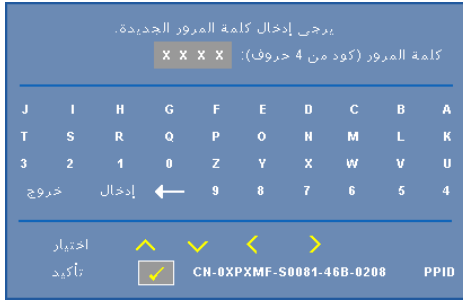 يرجى إدخال كلمة المرور الجديدة.
كلمة المرور (كود من 4 حروف): X X X X
J I H G F E D C B A
T S R Q P O N M L K
3 2 1 0 Z Y X W V U
خروج إدخال ← 9 8 7 6 5 4
اختيار
تأكيد ✓ CN-0XPXMF-S0081-46B-0208 PPID